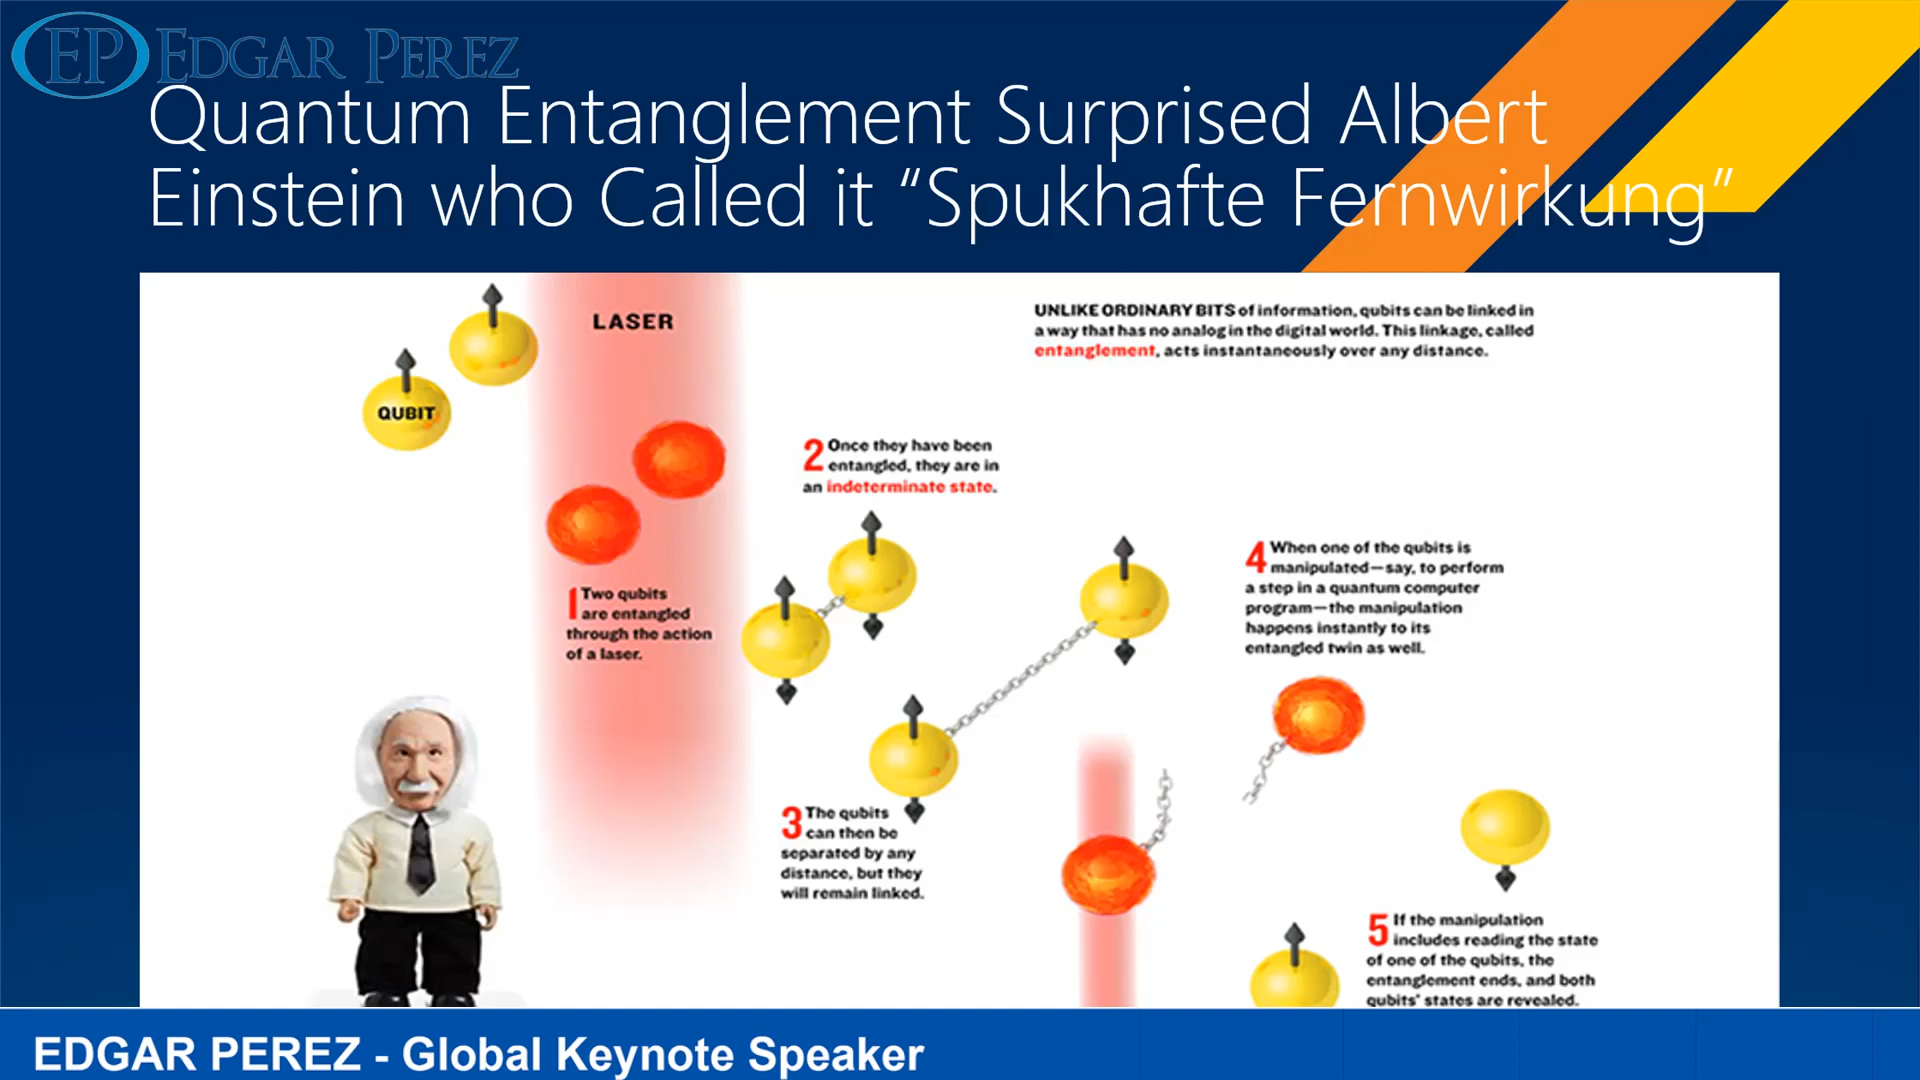 EP EDGAR PEREZ
Quantum Entanglement Surprised Albert
Einstein who Called it “Spukhafte Fernwirkung”
LASER
QUBIT
UNLIKE ORDINARY BITS of information, qubits can be linked in
a way that has no analog in the digital world. This linkage, called
entanglement, acts instantaneously over any distance.
1 Two qubits
are entangled
through the action
of a laser.
2 Once they have been
entangled, they are in
an indeterminate state.
3 The qubits
can then be
separated by any
distance, but they
will remain linked.
4 When one of the qubits is
manipulated—say, to perform
a step in a quantum computer
program—the manipulation
happens instantly to its
entangled twin as well.
5 If the manipulation
includes reading the state
of one of the qubits, the
entanglement ends, and both
qubits' states are revealed.
EDGAR PEREZ - Global Keynote Speaker